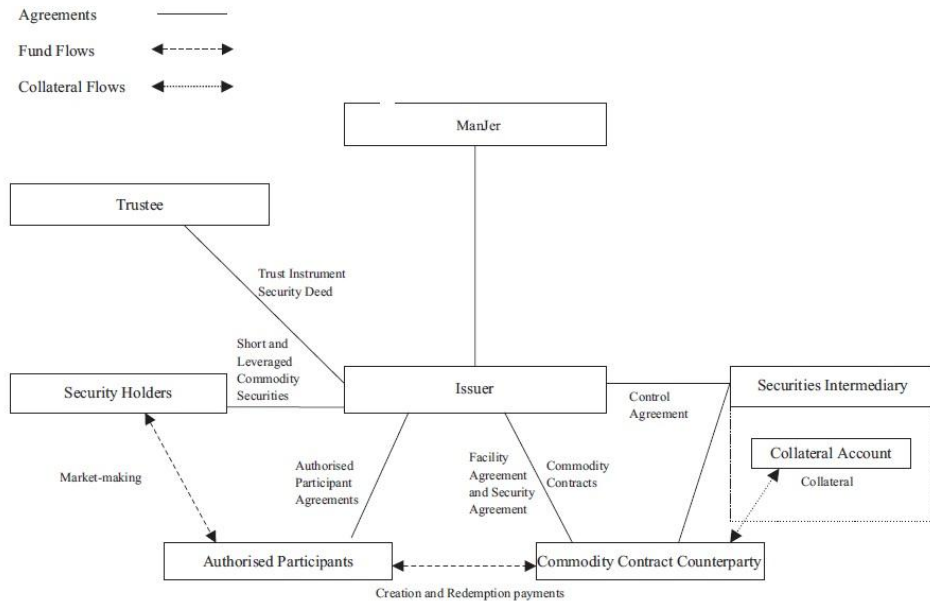 Agreements
Fund Flows
Collateral Flows
ManJer
Trustee
Trust Instrument
Security Deed
Short and
Leveraged
Commodity
Securities
Security Holders
Issuer
Securities Intermediary
Control
Agreement
Collateral Account
Collateral
Market-making
Authorised
Participant
Agreements
Facility
Agreement
and Security
Agreement
Commodity
Contracts
Authorised Participants
Commodity Contract Counterparty
Creation and Redemption payments